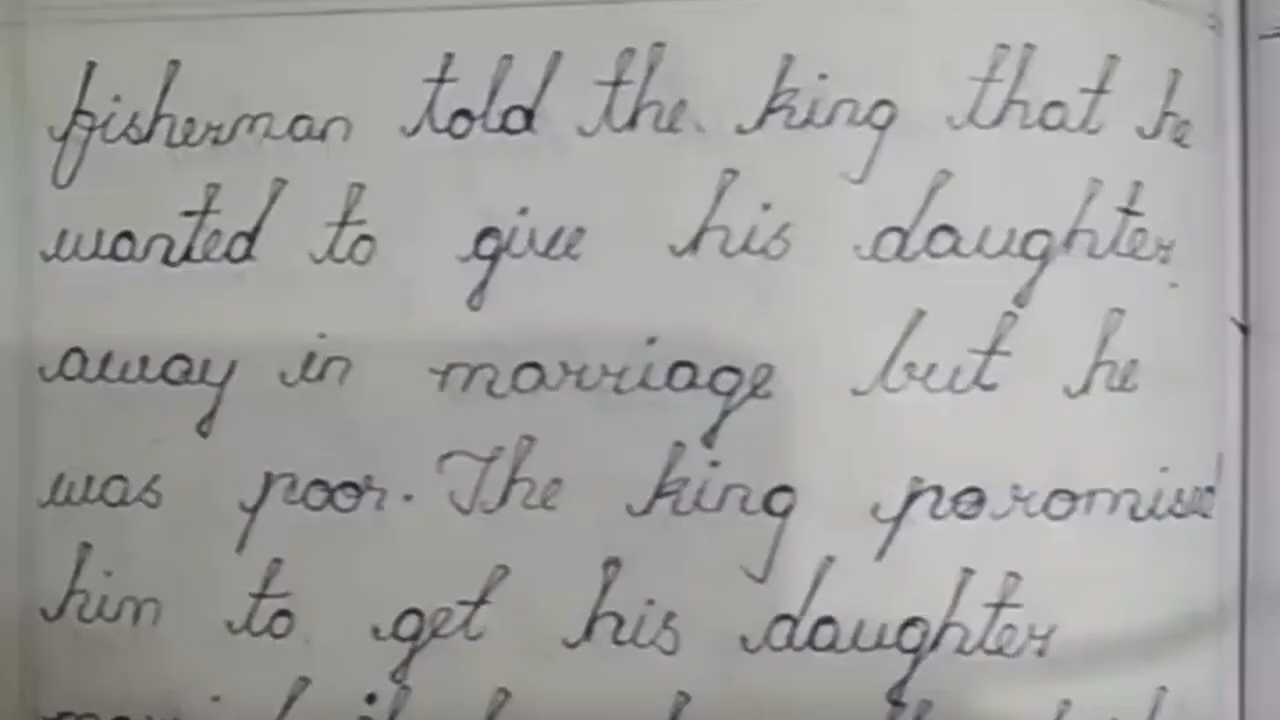 fisherman told the king that he
wanted to give his daughter
away in marriage but he
was poor. The king poromised
him to get his daughter